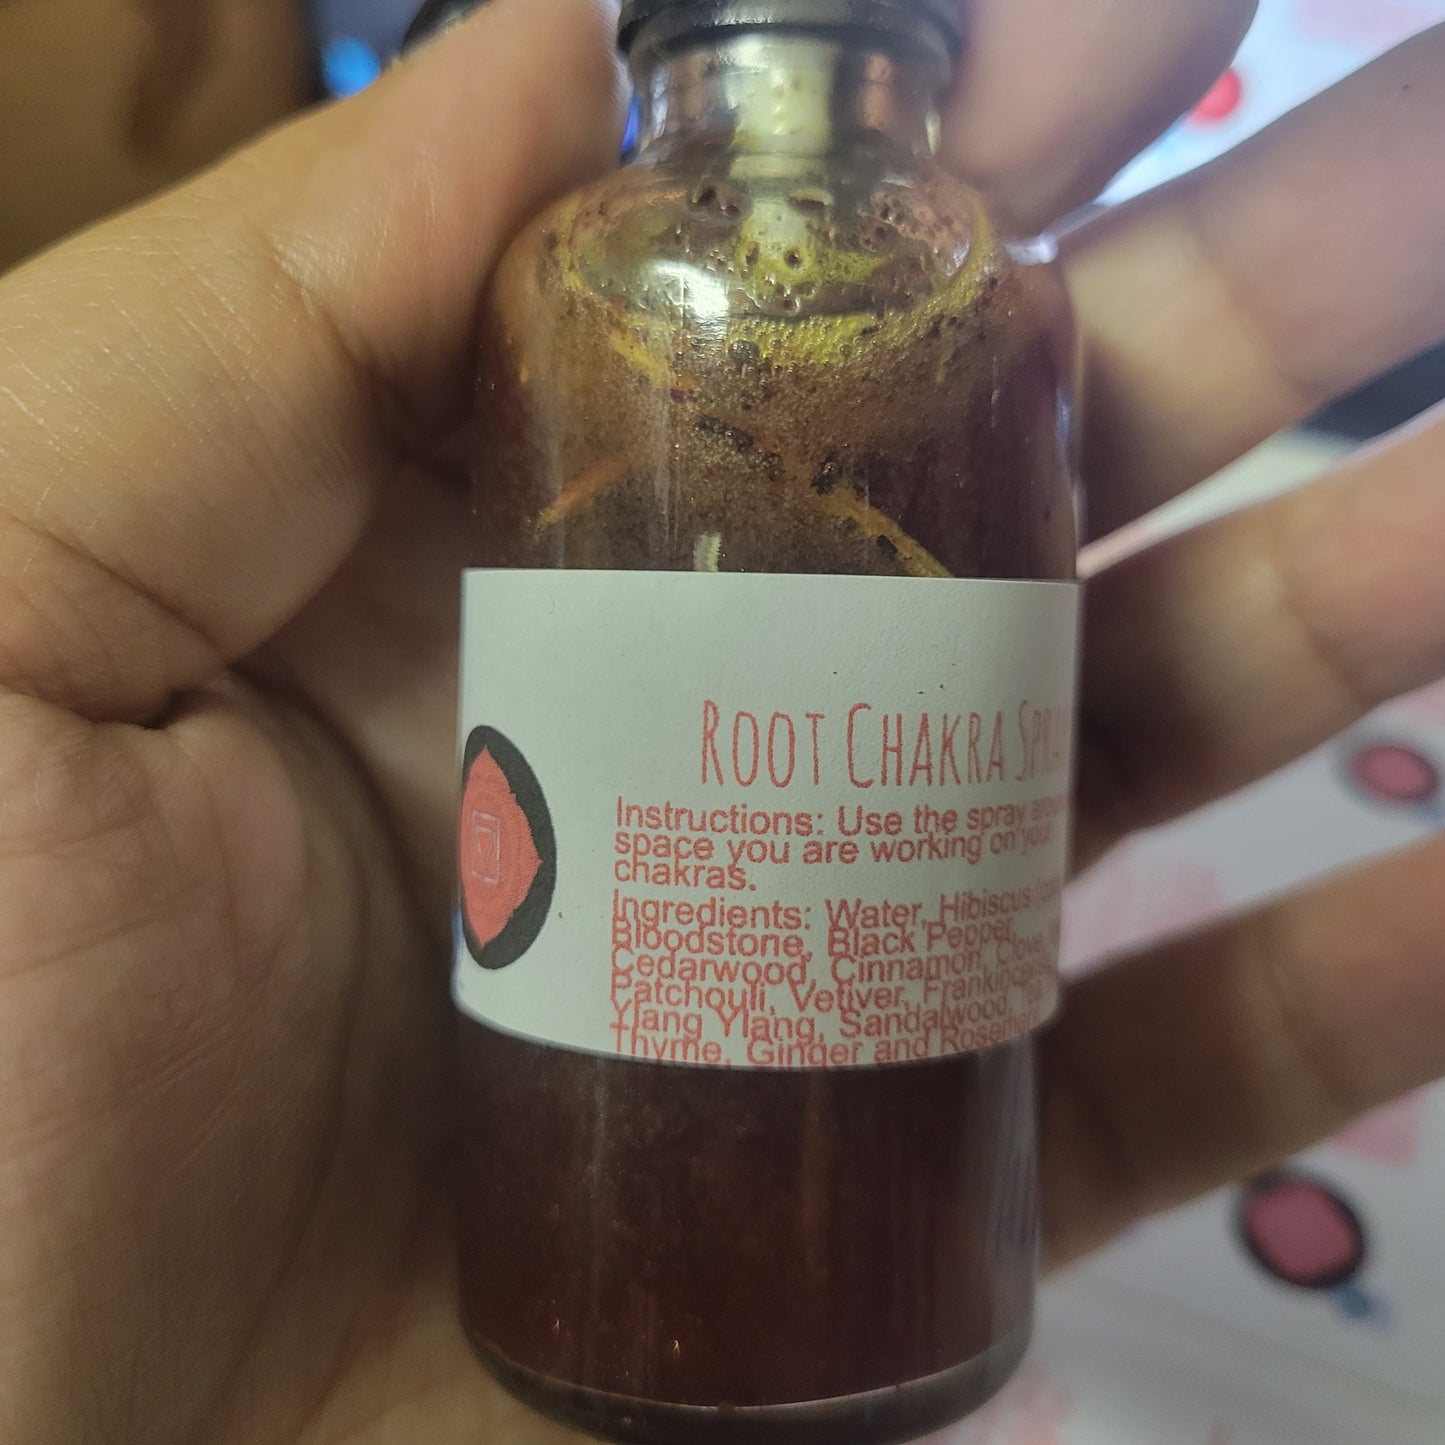 ROOT CHAKRA SPRAY
Instructions: Use the spray
space you are working on your
chakras.
Ingredients: Water, Hibiscus
Bloodstone, Black Pepper,
Cedarwood, Cinnamon, Clove,
Patchouli, Vetiver,
Ylang Ylang, Sandalwood,
Thyme, Ginger and